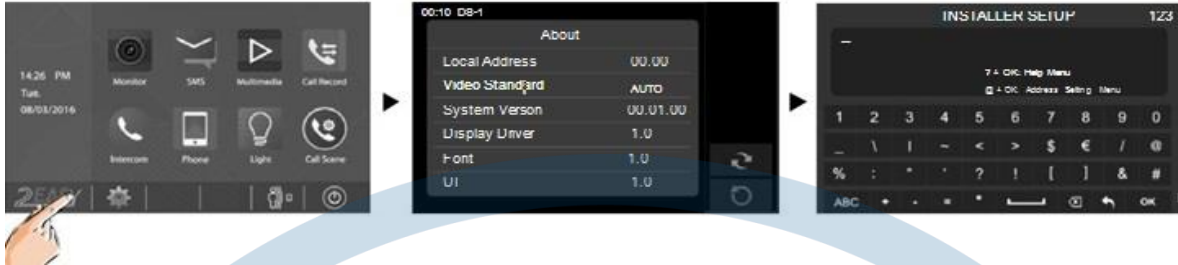 14:26 PM
Tue.
08/03/2016
Monitor
SMS
Multimedia
Call Record
Intercom
Phone
Light
Call Scene
2EASY
00:10 D8-1
About
Local Address 00.00
Video Standard AUTO
System Verson 00.01.00
Display Driver 1.0
Font 1.0
UI 1.0
INSTALLER SETUP 123
_
? + OK: Help Menu
@ + OK: Address Setting Menu
1 2 3 4 5 6 7 8 9 0
_ \ | ~ < > $ € / @
% : " ' ? ! [ ] & #
ABC + - = * OK